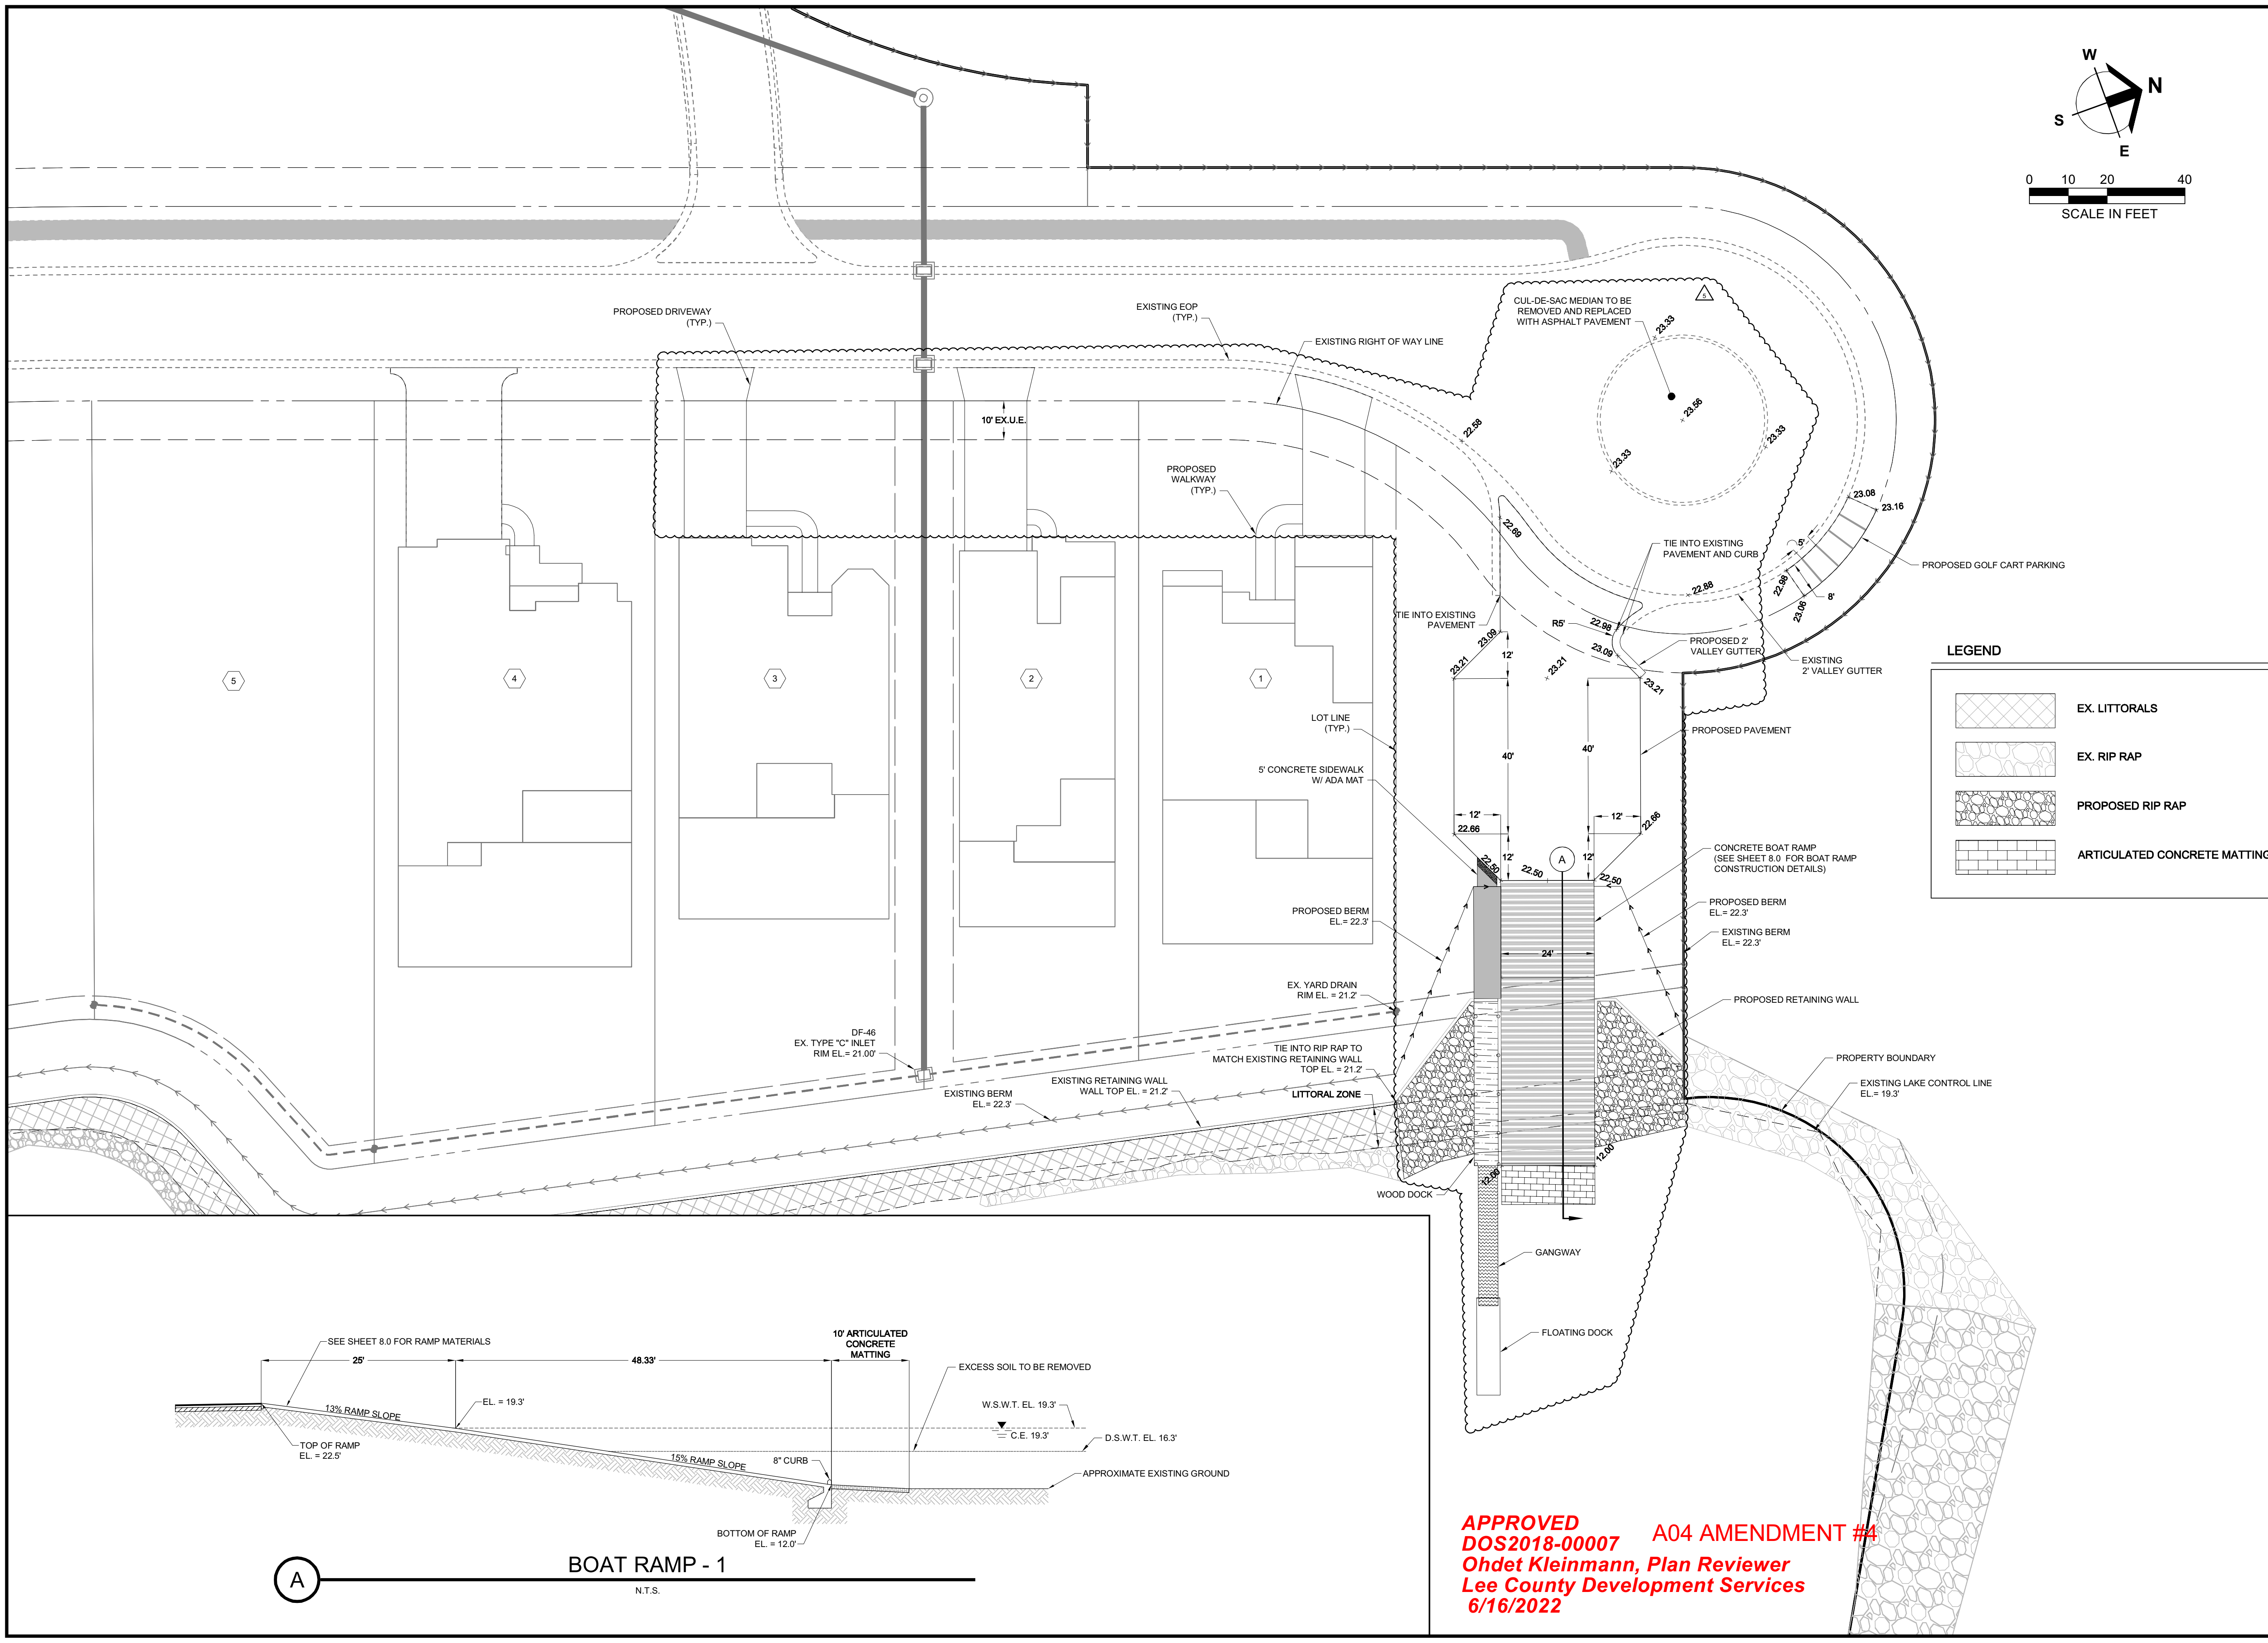 W
N
S
E
0 10 20 40
SCALE IN FEET
PROPOSED DRIVEWAY
(TYP.)
EXISTING EOP
(TYP.)
EXISTING RIGHT OF WAY LINE
CUL-DE-SAC MEDIAN TO BE
REMOVED AND REPLACED
WITH ASPHALT PAVEMENT
5
23.33
23.56
23.33
23.33
10' EX.U.E.
22.58
PROPOSED
WALKWAY
(TYP.)
23.08
23.16
22.69
TIE INTO EXISTING
PAVEMENT AND CURB
5'
PROPOSED GOLF CART PARKING
22.88
22.98
8'
23.06
TIE INTO EXISTING
PAVEMENT
R5'
22.98
23.09
23.09
12'
PROPOSED 2'
VALLEY GUTTER
EXISTING
2' VALLEY GUTTER
23.21
23.21
23.21
5
4
3
2
1
LEGEND
EX. LITTORALS
EX. RIP RAP
PROPOSED RIP RAP
ARTICULATED CONCRETE MATTING
LOT LINE
(TYP.)
PROPOSED PAVEMENT
40'
40'
5' CONCRETE SIDEWALK
W/ ADA MAT
12'
12'
22.66
22.66
12'
12'
A
22.50
22.50
22.50
CONCRETE BOAT RAMP
(SEE SHEET 8.0 FOR BOAT RAMP
CONSTRUCTION DETAILS)
PROPOSED BERM
EL.= 22.3'
PROPOSED BERM
EL.= 22.3'
EXISTING BERM
EL.= 22.3'
24'
EX. YARD DRAIN
RIM EL. = 21.2'
PROPOSED RETAINING WALL
DF-46
EX. TYPE "C" INLET
RIM EL.= 21.00'
TIE INTO RIP RAP TO
MATCH EXISTING RETAINING WALL
TOP EL. = 21.2'
PROPERTY BOUNDARY
EXISTING RETAINING WALL
WALL TOP EL. = 21.2'
EXISTING LAKE CONTROL LINE
EL.= 19.3'
EXISTING BERM
EL.= 22.3'
LITTORAL ZONE
12.00
12.00
WOOD DOCK
GANGWAY
FLOATING DOCK
SEE SHEET 8.0 FOR RAMP MATERIALS
10' ARTICULATED
CONCRETE
MATTING
25'
48.33'
EXCESS SOIL TO BE REMOVED
EL. = 19.3'
13% RAMP SLOPE
W.S.W.T. EL. 19.3'
C.E. 19.3'
D.S.W.T. EL. 16.3'
TOP OF RAMP
EL. = 22.5'
15% RAMP SLOPE
8" CURB
APPROXIMATE EXISTING GROUND
BOTTOM OF RAMP
EL. = 12.0'
A
BOAT RAMP - 1
N.T.S.
APPROVED
DOS2018-00007
A04 AMENDMENT #4
Ohdet Kleinmann, Plan Reviewer
Lee County Development Services
6/16/2022